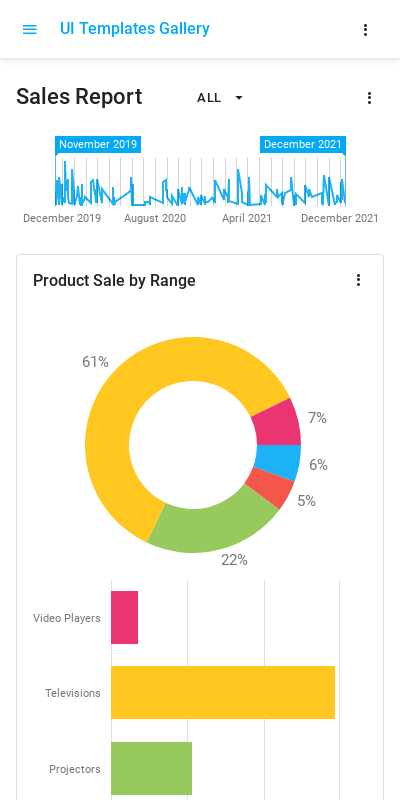 UI Templates Gallery
Sales Report
ALL
November 2019
December 2021
December 2019
August 2020
April 2021
December 2021
Product Sale by Range
61%
7%
6%
5%
22%
Video Players
Televisions
Projectors